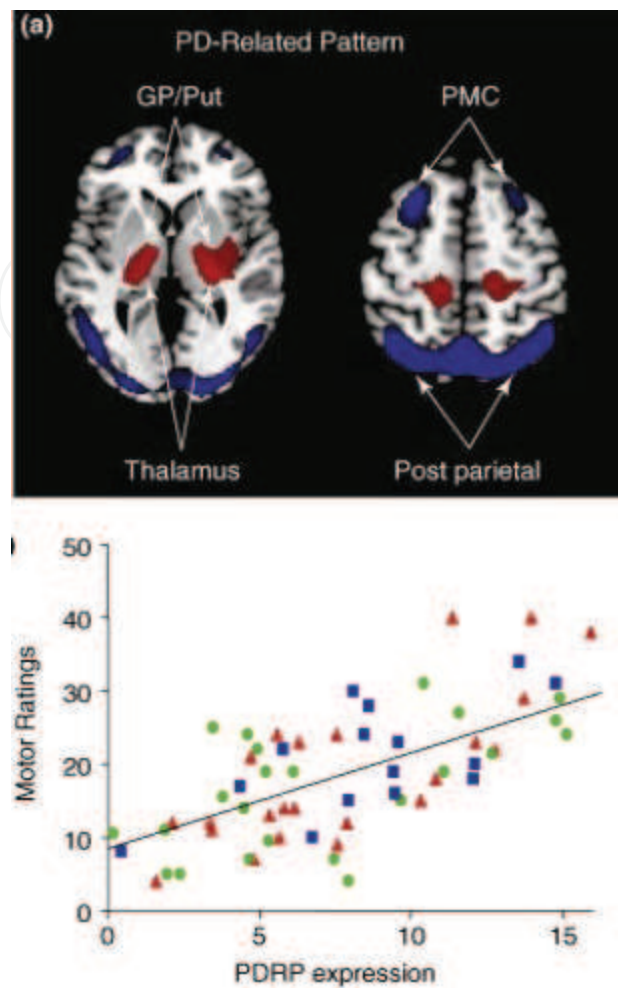 (a)
PD-Related Pattern
GP/Put PMC
Thalamus Post parietal
50
40
30
20
10
0
Motor Ratings
0 5 10 15
PDRP expression